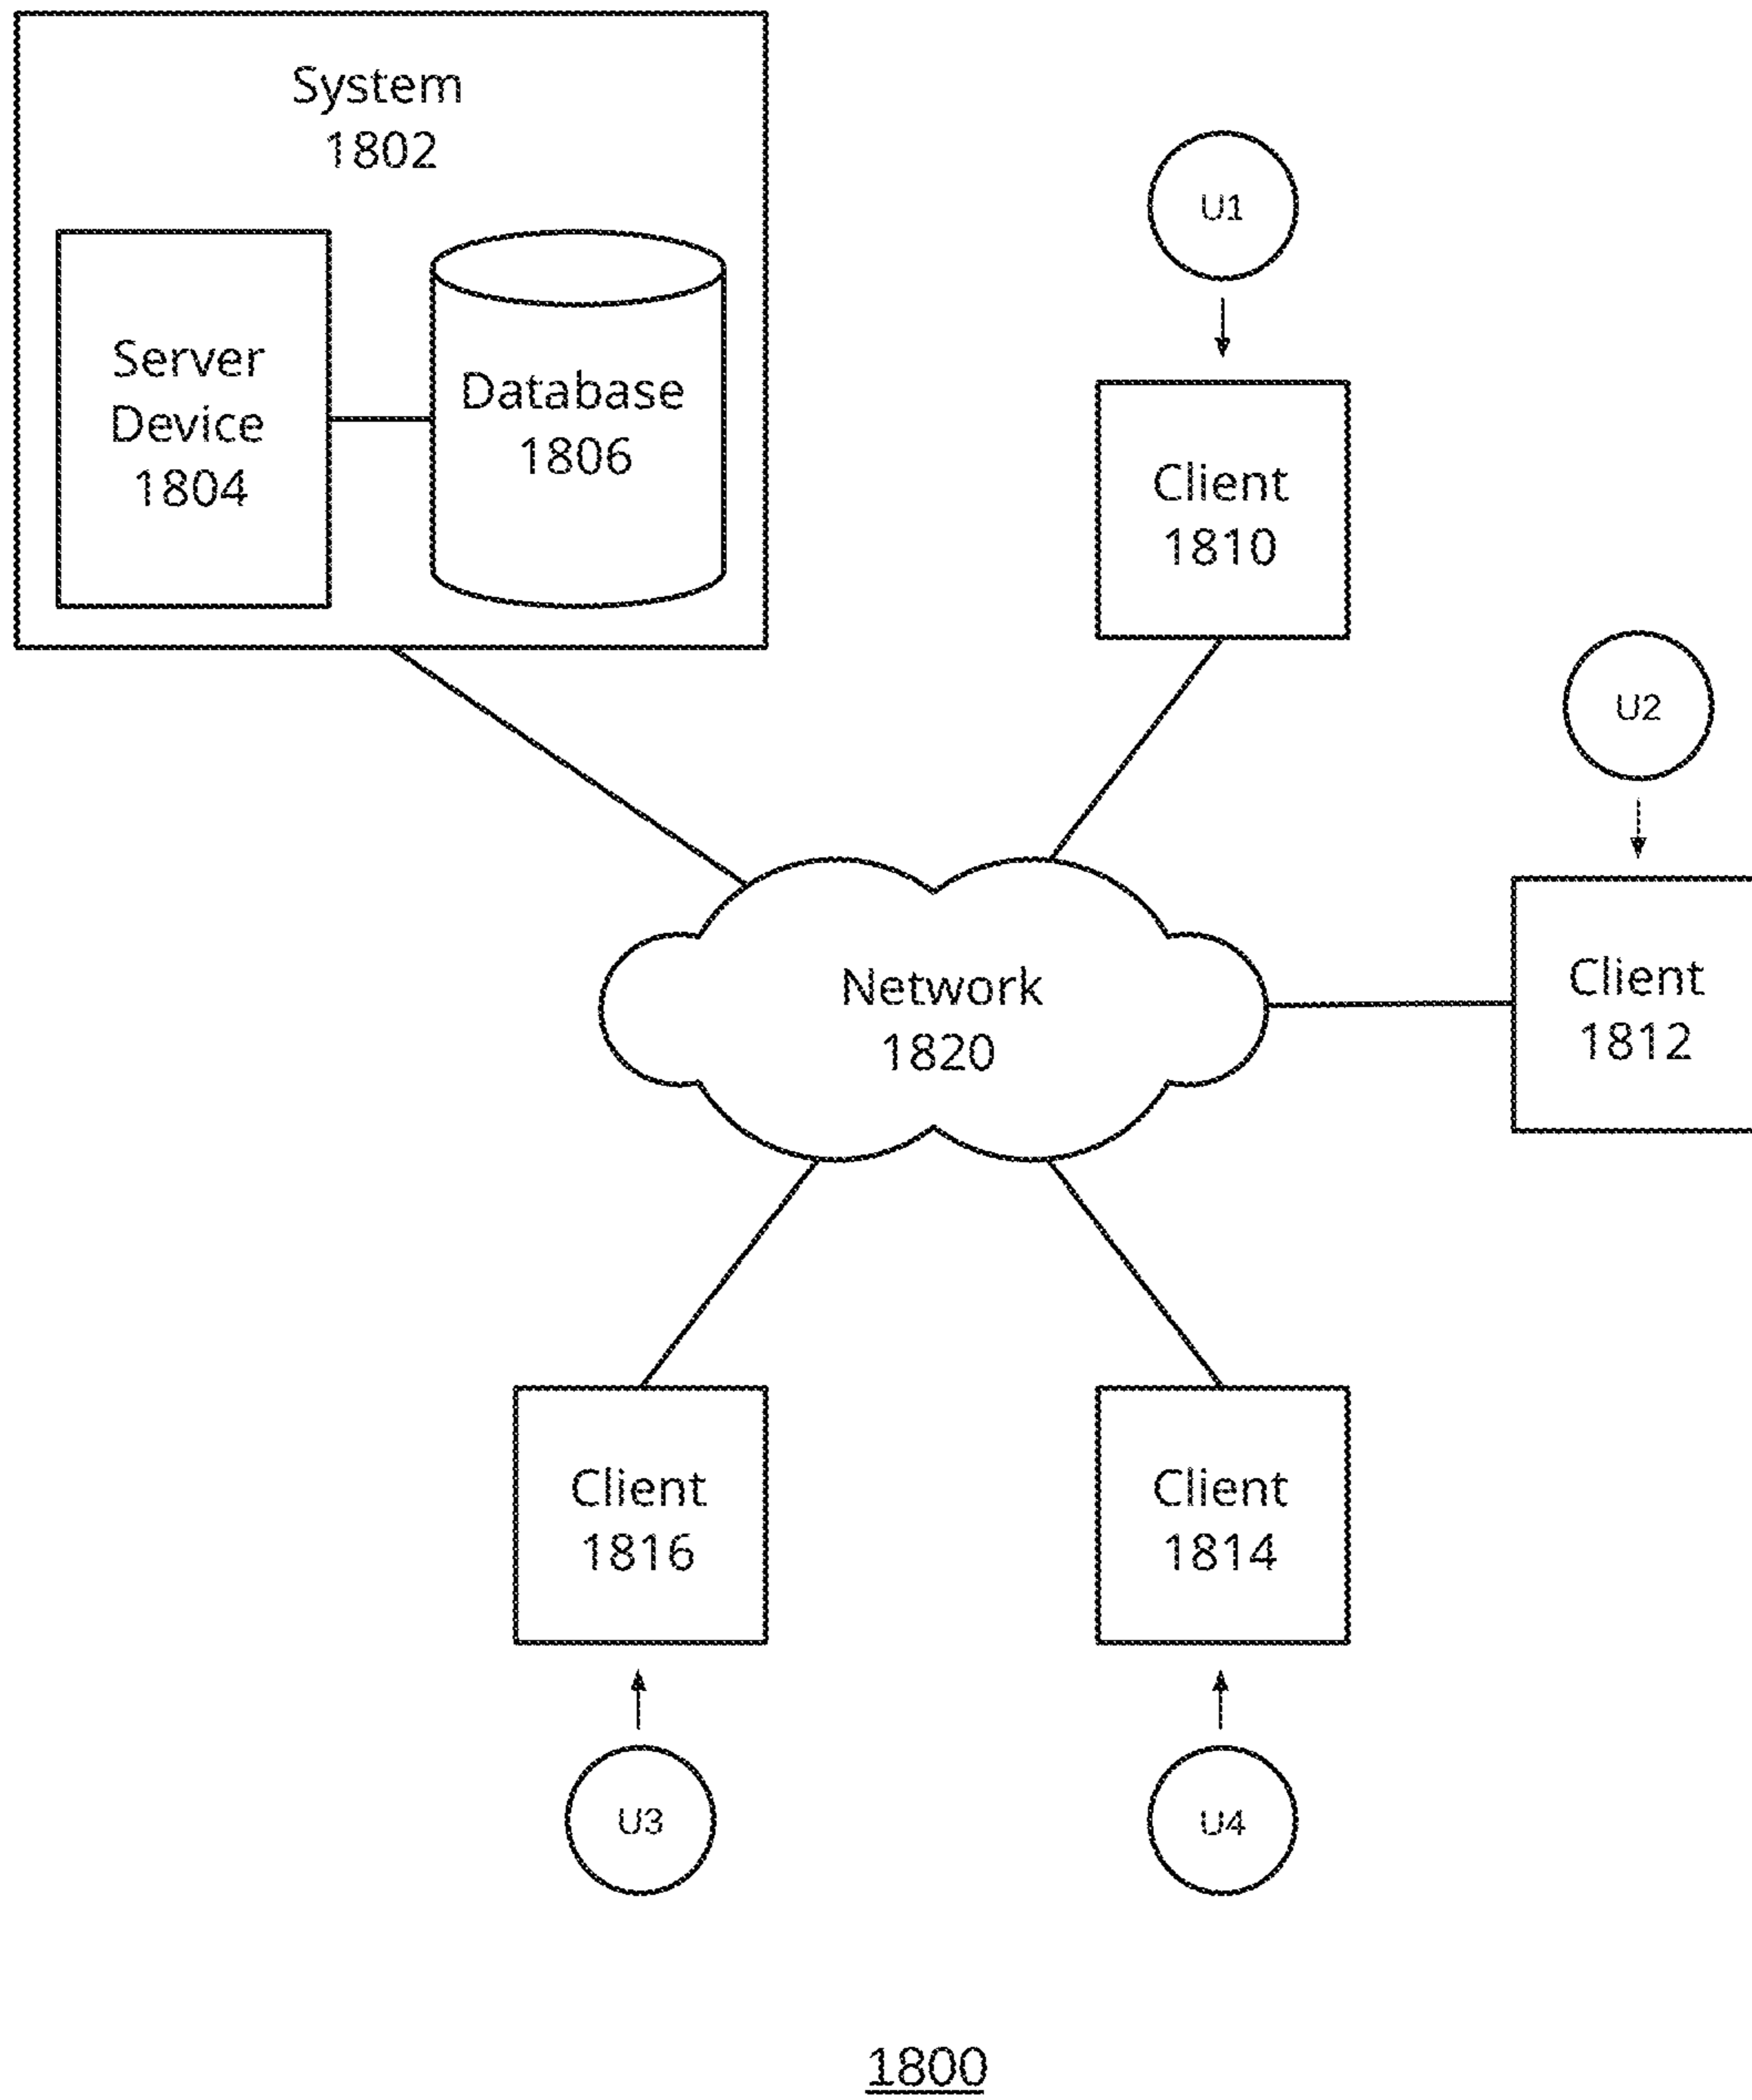 System
1802
Server
Device
1804
Database
1806
U1
Client
1810
U2
Client
1812
Network
1820
Client
1816
Client
1814
U3
U4
1800